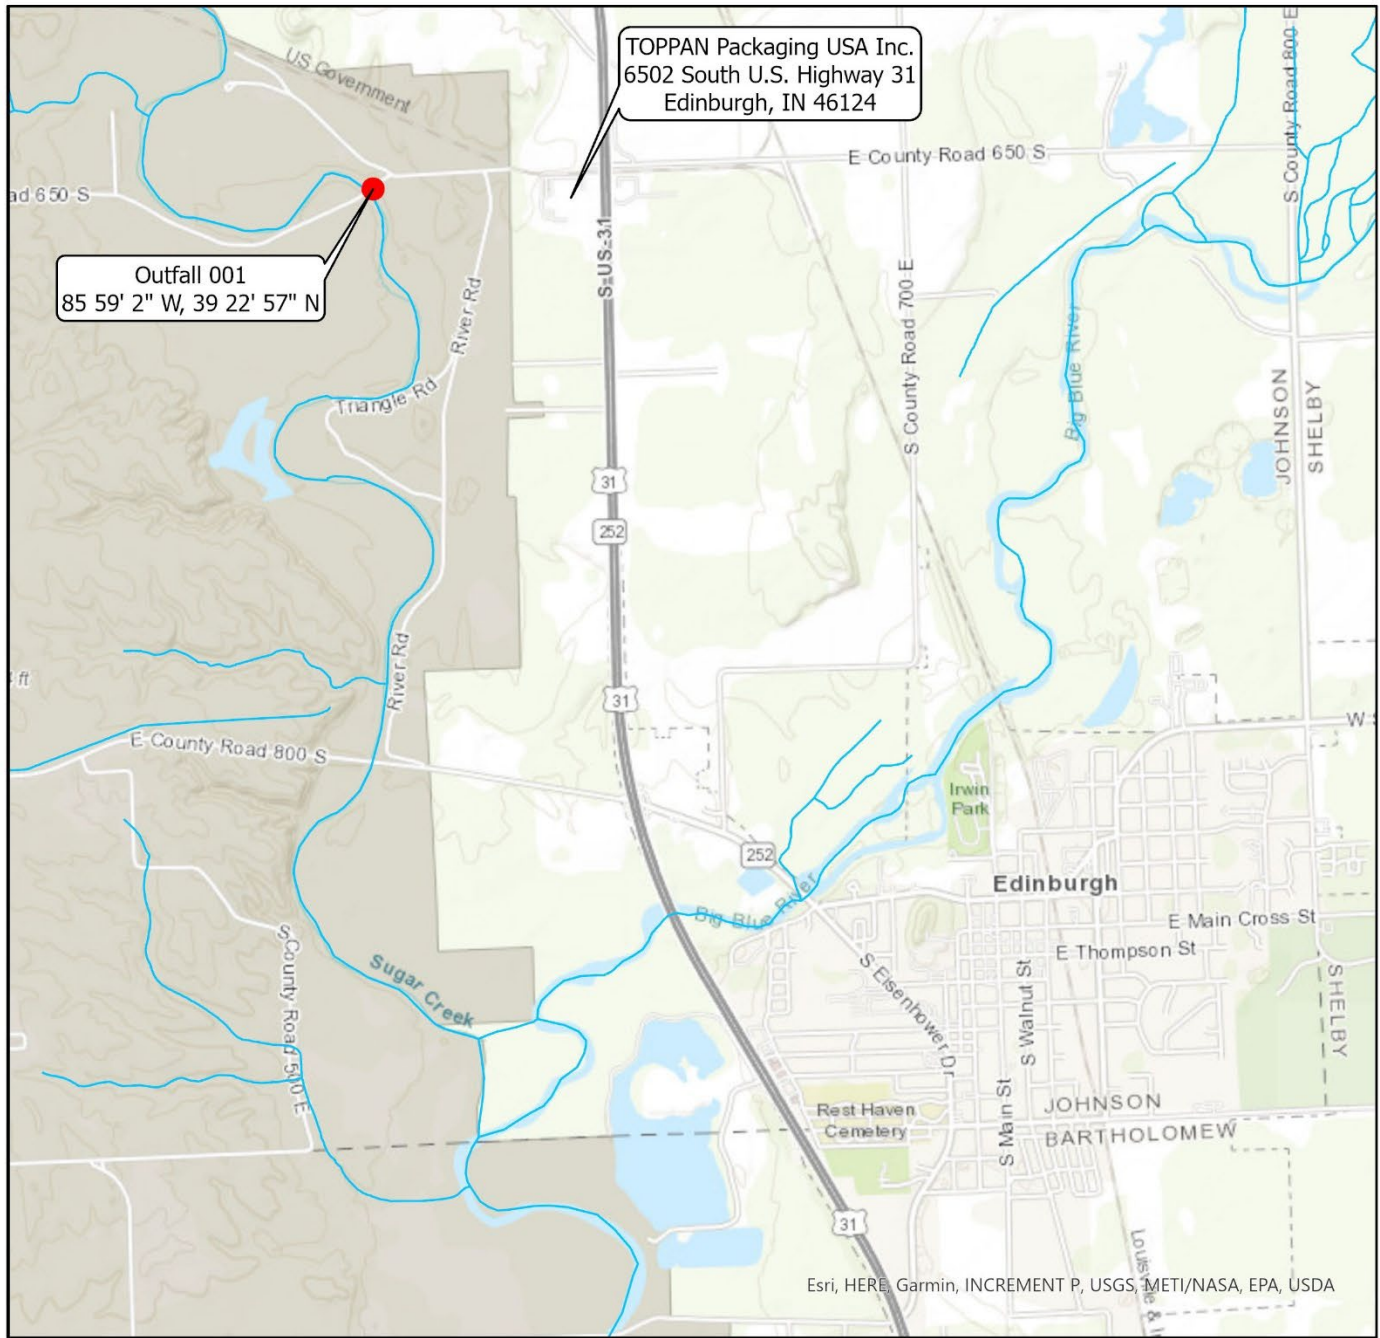 US Government
TOPPAN Packaging USA Inc.
6502 South U.S. Highway 31
Edinburgh, IN 46124
S County Road 800 E
E County Road 650 S
ad 650 S
Outfall 001
85 59' 2" W, 39 22' 57" N
S US-31
River Rd
S County Road 700 E
Big Blue River
Triangle Rd
JOHNSON
SHELBY
31
252
River Rd
ft
31
W S
E County Road 800 S
Irwin
Park
252
Edinburgh
Big Blue River
E Main Cross St
E Thompson St
S County Road 500 E
Sugar Creek
S Eisenhower Dr
S Walnut St
SHELBY
S Main St
Rest Haven
Cemetery
JOHNSON
BARTHOLOMEW
31
Louisville & I
Esri, HERE, Garmin, INCREMENT P, USGS, METI/NASA, EPA, USDA